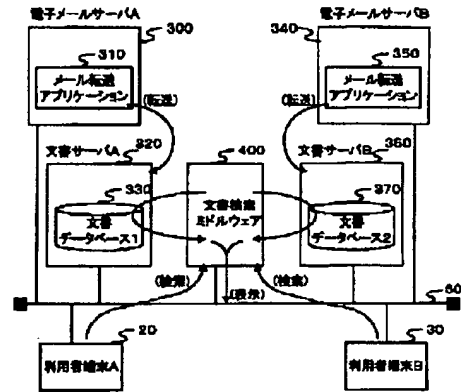 電子メールサーバA
300
電子メールサーバB
340
310
350
メール転送
アプリケーション
メール転送
アプリケーション
(転送)
(転送)
文書サーバA
320
400
文書サーバB
360
330
370
文書
データベース1
文書検索
ミドルウェア
文書
データベース2
(検索)
(表示)
(検索)
60
20
30
利用者端末A
利用者端末B